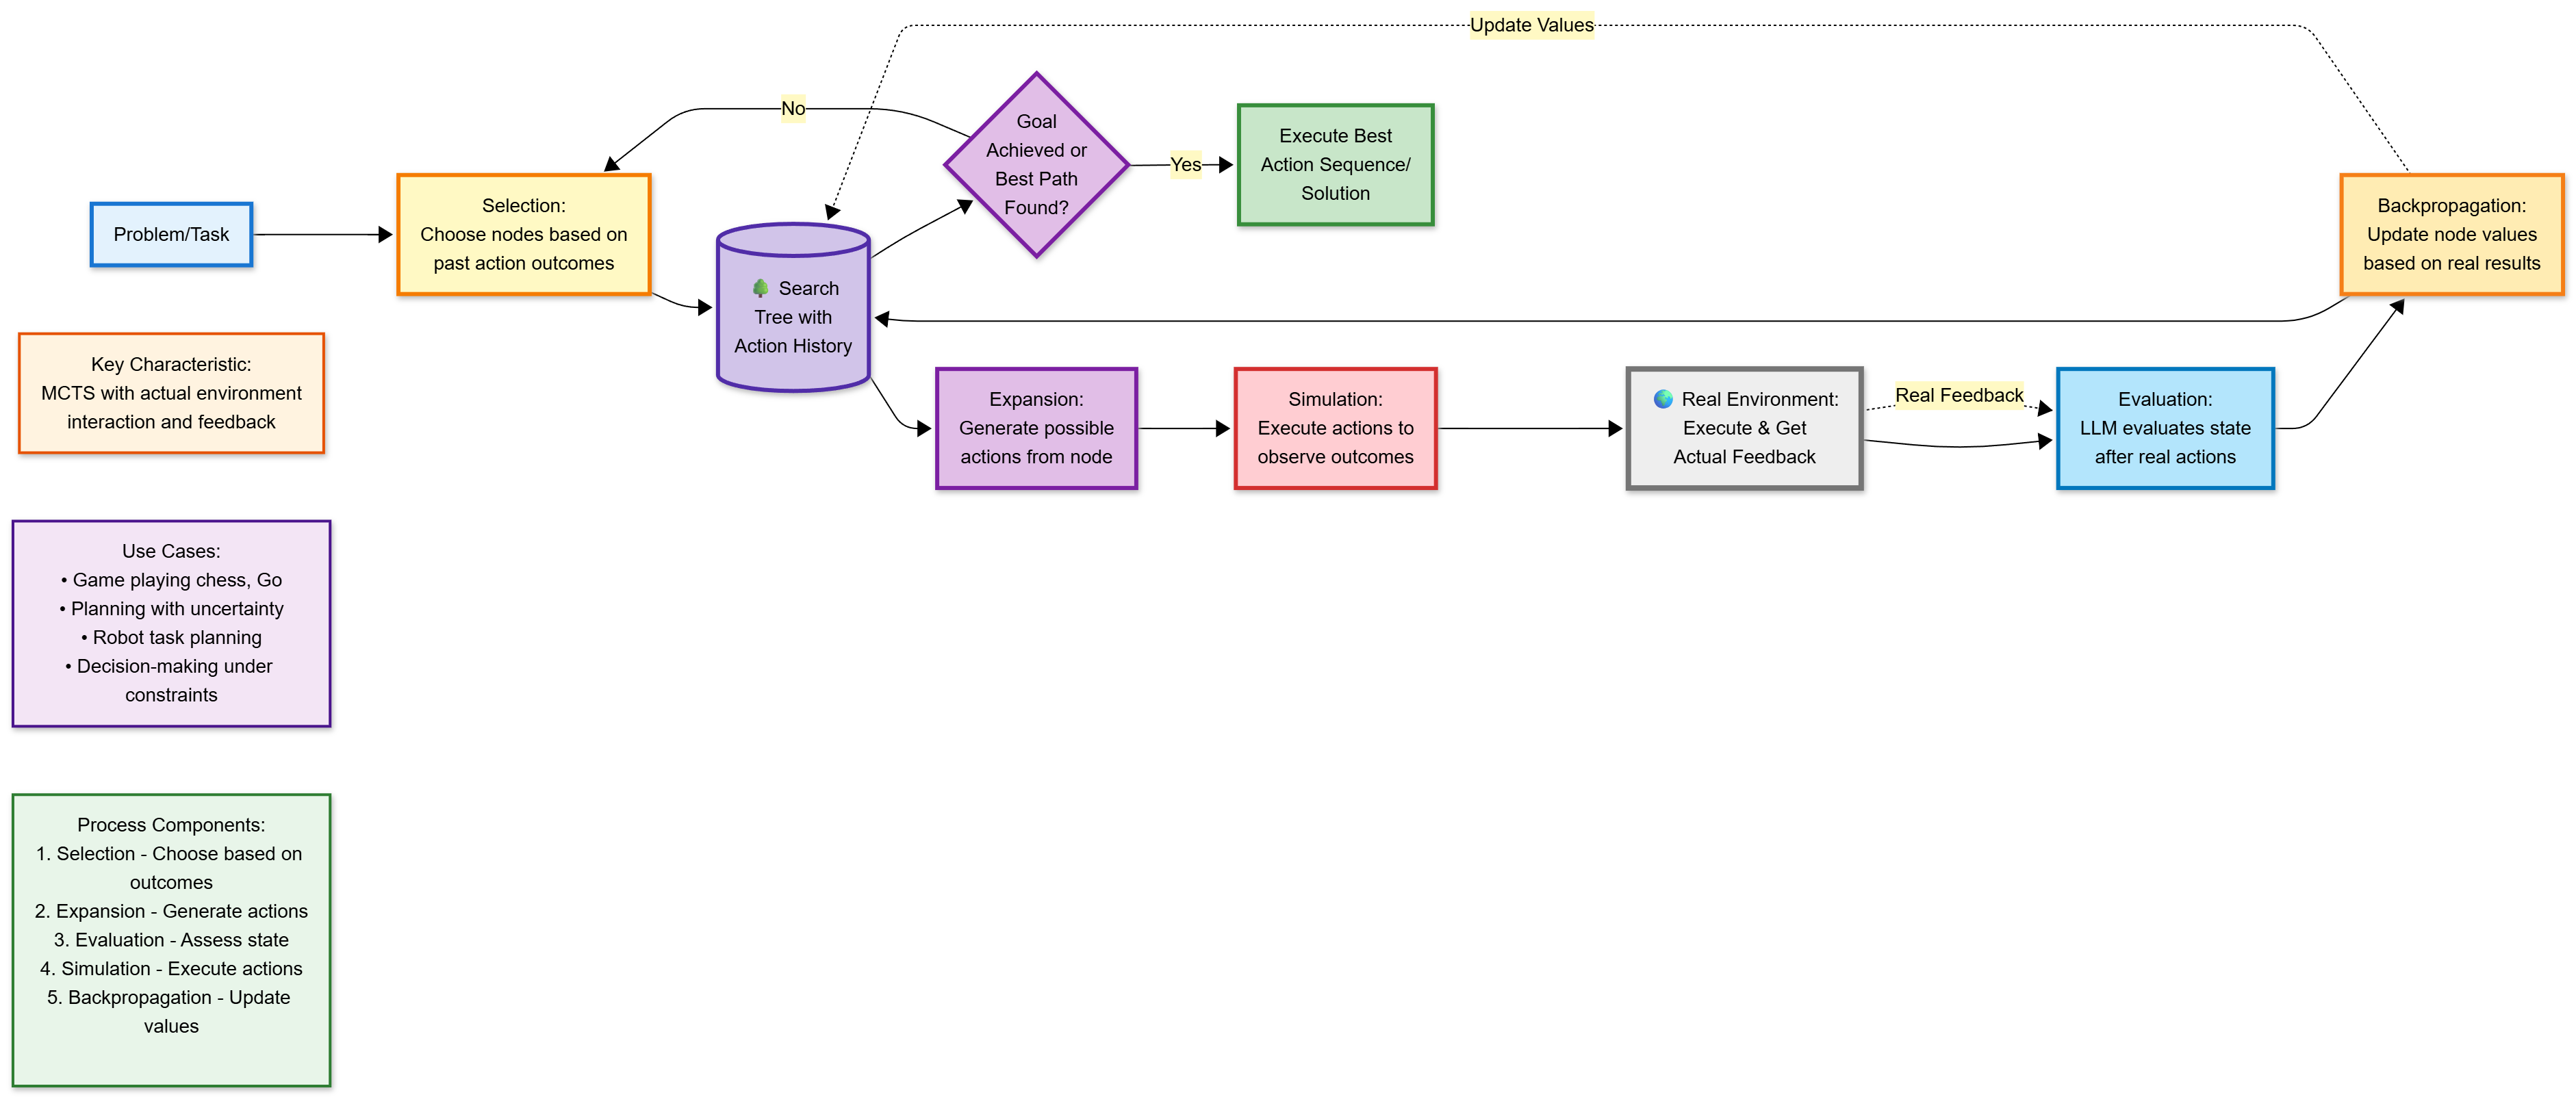 Update Values
No
Goal
Achieved or
Best Path
Found?
Yes
Execute Best
Action Sequence/
Solution
Problem/Task
Selection:
Choose nodes based on
past action outcomes
Search
Tree with
Action History
Backpropagation:
Update node values
based on real results
Key Characteristic:
MCTS with actual environment
interaction and feedback
Expansion:
Generate possible
actions from node
Simulation:
Execute actions to
observe outcomes
Real Environment:
Execute & Get
Actual Feedback
Real Feedback
Evaluation:
LLM evaluates state
after real actions
Use Cases:
• Game playing chess, Go
• Planning with uncertainty
• Robot task planning
• Decision-making under
constraints
Process Components:
1. Selection - Choose based on
outcomes
2. Expansion - Generate actions
3. Evaluation - Assess state
4. Simulation - Execute actions
5. Backpropagation - Update
values